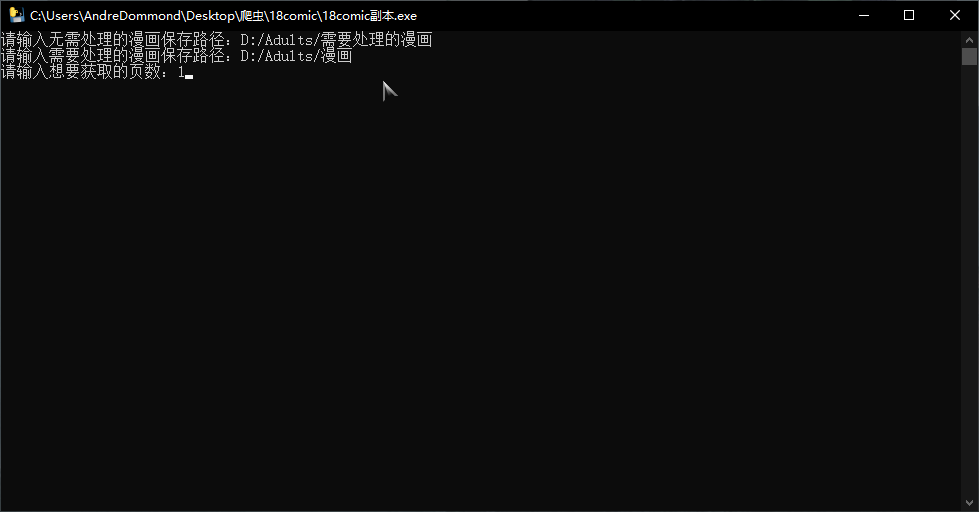 C:\Users\AndreDommond\Desktop\爬虫\18comic\18comic副本.exe
请输入无需处理的漫画保存路径：D:/Adults/需要处理的漫画
请输入需要处理的漫画保存路径：D:/Adults/漫画
请输入想要获取的页数：1